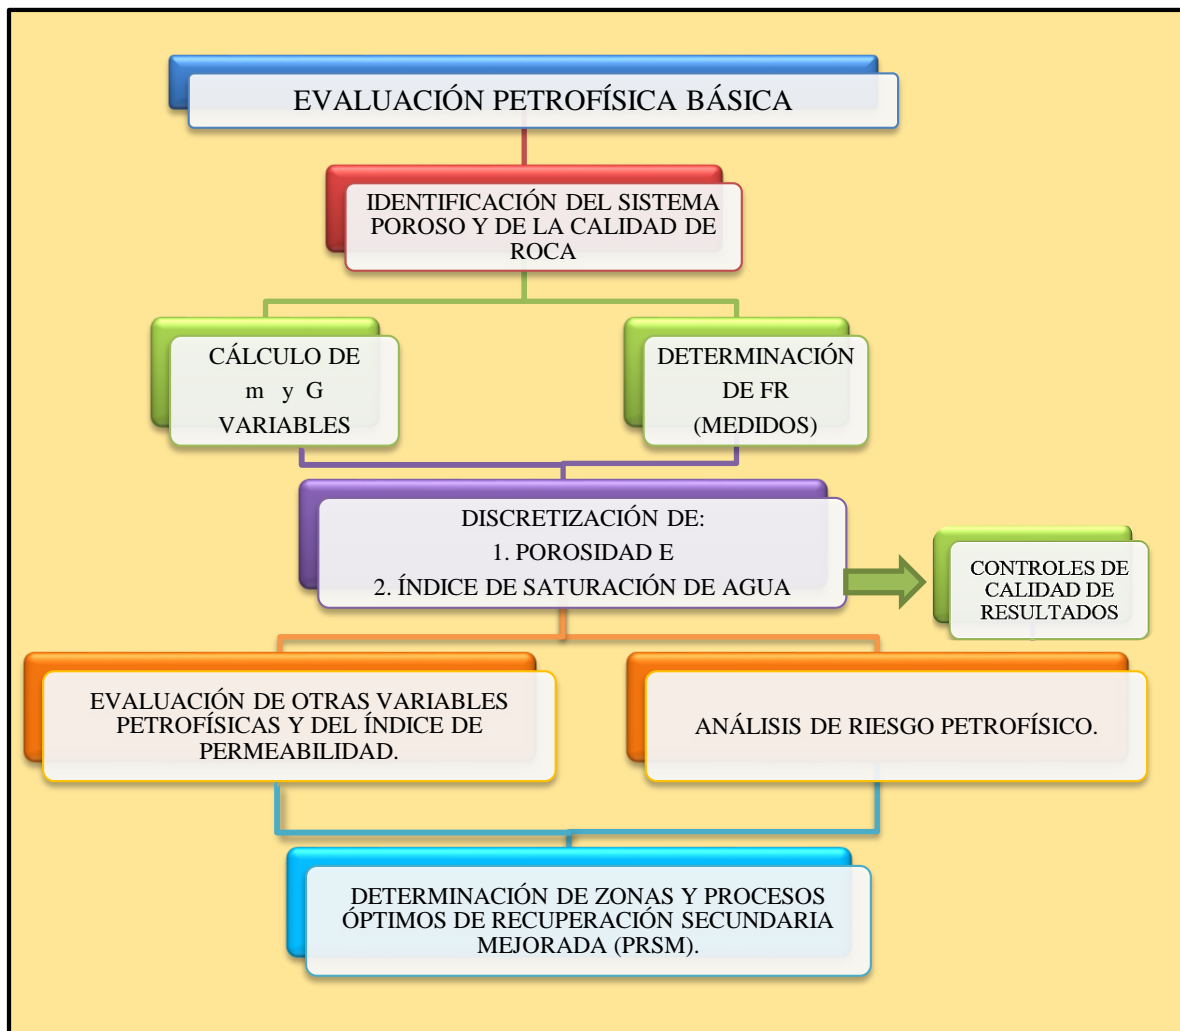 EVALUACIÓN PETROFÍSICA BÁSICA
IDENTIFICACIÓN DEL SISTEMA
POROSO Y DE LA CALIDAD DE
ROCA
CÁLCULO DE
m y G
VARIABLES
DETERMINACIÓN
DE FR
(MEDIDOS)
DISCRETIZACIÓN DE:
1. POROSIDAD E
2. ÍNDICE DE SATURACIÓN DE AGUA
CONTROLES DE
CALIDAD DE
RESULTADOS
EVALUACIÓN DE OTRAS VARIABLES
PETROFÍSICAS Y DEL ÍNDICE DE
PERMEABILIDAD.
ANÁLISIS DE RIESGO PETROFÍSICO.
DETERMINACIÓN DE ZONAS Y PROCESOS
ÓPTIMOS DE RECUPERACIÓN SECUNDARIA
MEJORADA (PRSM).